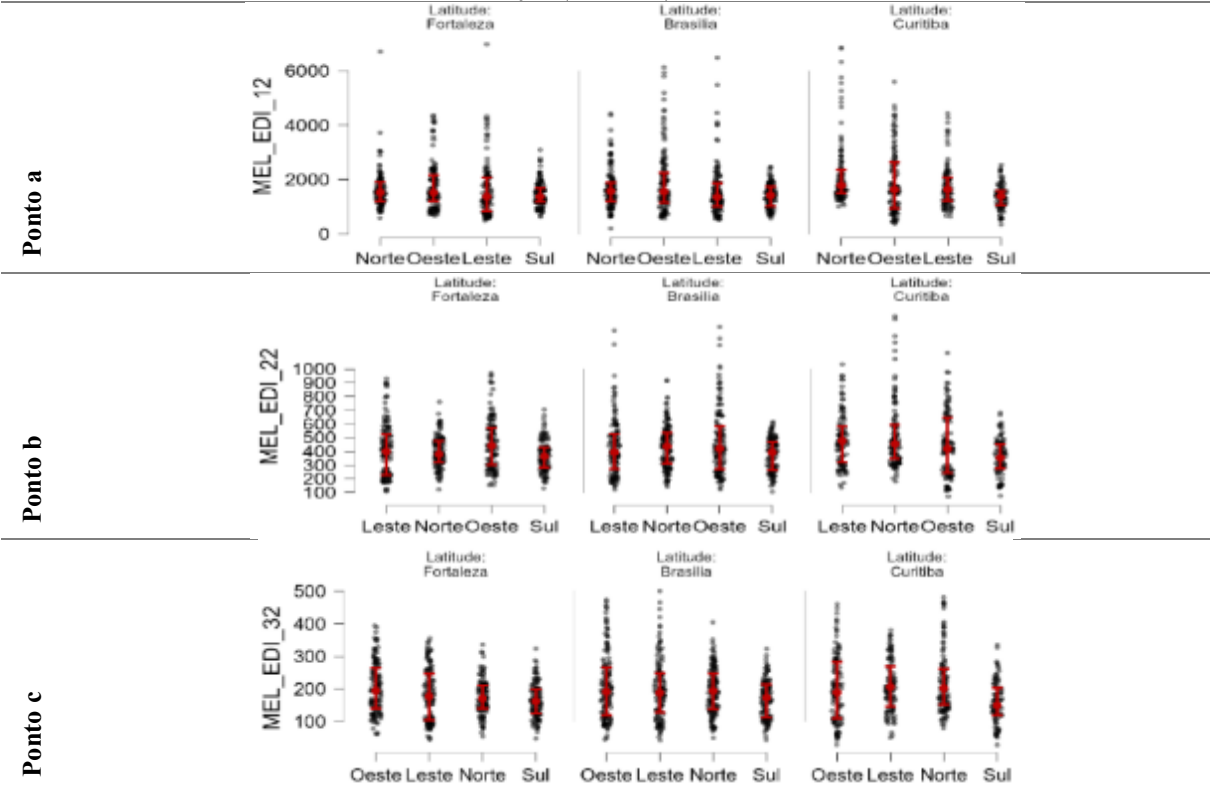 Latitude: Latitude: Latitude:
Fortaleza Brasilia Curitiba
Ponto a
MEL_EDI_12
6000
4000
2000
0
Norte Oeste Leste Sul Norte Oeste Leste Sul Norte Oeste Leste Sul
Latitude: Latitude: Latitude:
Fortaleza Brasilia Curitiba
Ponto b
MEL_EDI_22
1000
900
800
700
600
500
400
300
200
100
Leste Norte Oeste Sul Leste Norte Oeste Sul Leste Norte Oeste Sul
Latitude: Latitude: Latitude:
Fortaleza Brasilia Curitiba
Ponto c
MEL_EDI_32
500
400
300
200
100
Oeste Leste Norte Sul Oeste Leste Norte Sul Oeste Leste Norte Sul